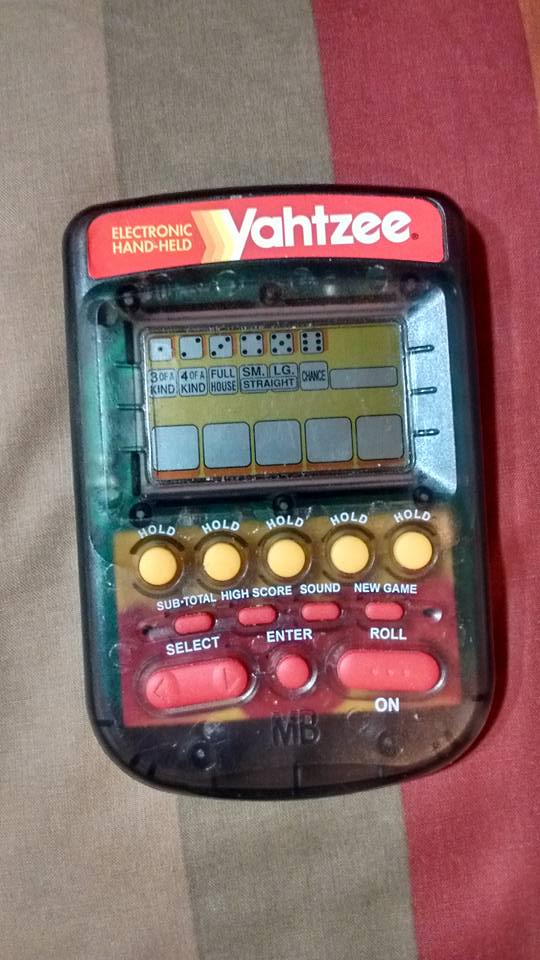 ELECTRONIC
HAND-HELD
Yahtzee®
3 OF A
KIND
4 OF A
KIND
FULL
HOUSE
SM. LG.
STRAIGHT
CHANCE
HOLD HOLD HOLD HOLD HOLD
SUB-TOTAL HIGH SCORE SOUND NEW GAME
SELECT ENTER ROLL
ON
MB